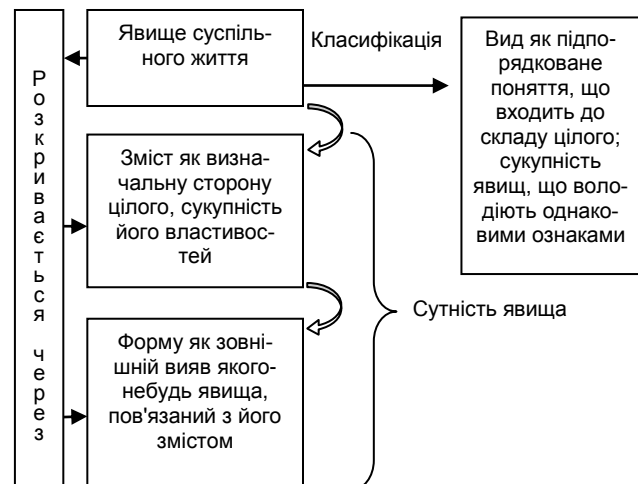 Розкривається через
Явище суспіль-
ного життя
Класифікація
Вид як підпо-
рядковане
поняття, що
входить до
складу цілого;
сукупність
явищ, що воло-
діють однако-
вими ознаками
Зміст як визна-
чальну сторону
цілого, сукупність
його властивос-
тей
Сутність явища
Форму як зовні-
шній вияв якого-
небудь явища,
пов'язаний з його
змістом